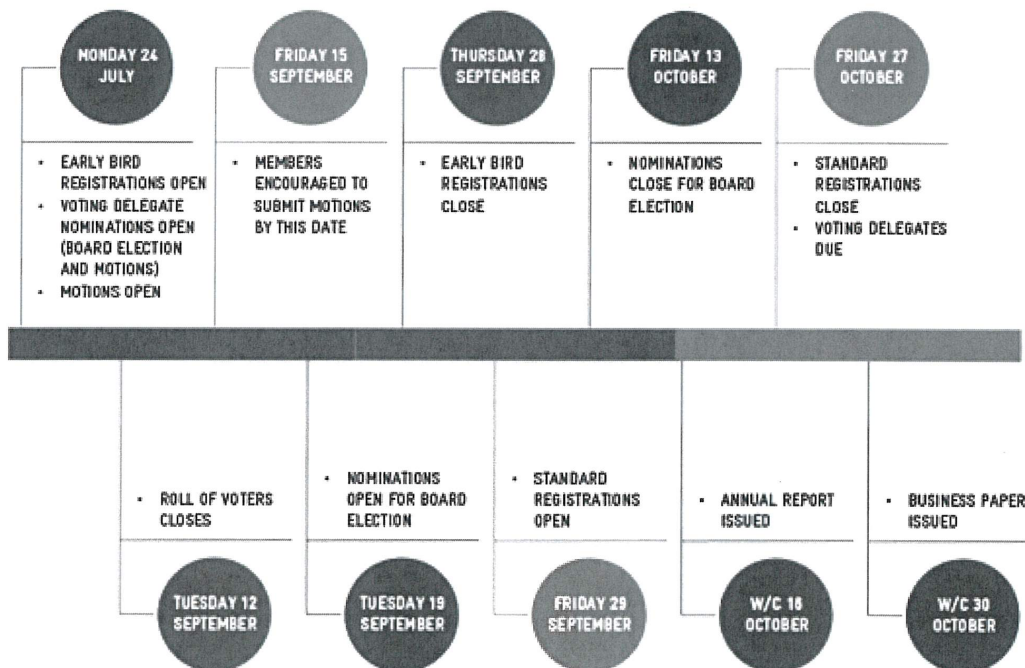 MONDAY 24
JULY
FRIDAY 15
SEPTEMBER
THURSDAY 28
SEPTEMBER
FRIDAY 13
OCTOBER
FRIDAY 27
OCTOBER
• EARLY BIRD
REGISTRATIONS OPEN
• VOTING DELEGATE
NOMINATIONS OPEN
(BOARD ELECTION
AND MOTIONS)
• MOTIONS OPEN
• MEMBERS
ENCOURAGED TO
SUBMIT MOTIONS
BY THIS DATE
• EARLY BIRD
REGISTRATIONS
CLOSE
• NOMINATIONS
CLOSE FOR BOARD
ELECTION
• STANDARD
REGISTRATIONS
CLOSE
• VOTING DELEGATES
DUE
• ROLL OF VOTERS
CLOSES
• NOMINATIONS
OPEN FOR BOARD
ELECTION
• STANDARD
REGISTRATIONS
OPEN
• ANNUAL REPORT
ISSUED
• BUSINESS PAPER
ISSUED
TUESDAY 12
SEPTEMBER
TUESDAY 19
SEPTEMBER
FRIDAY 29
SEPTEMBER
W/C 16
OCTOBER
W/C 30
OCTOBER